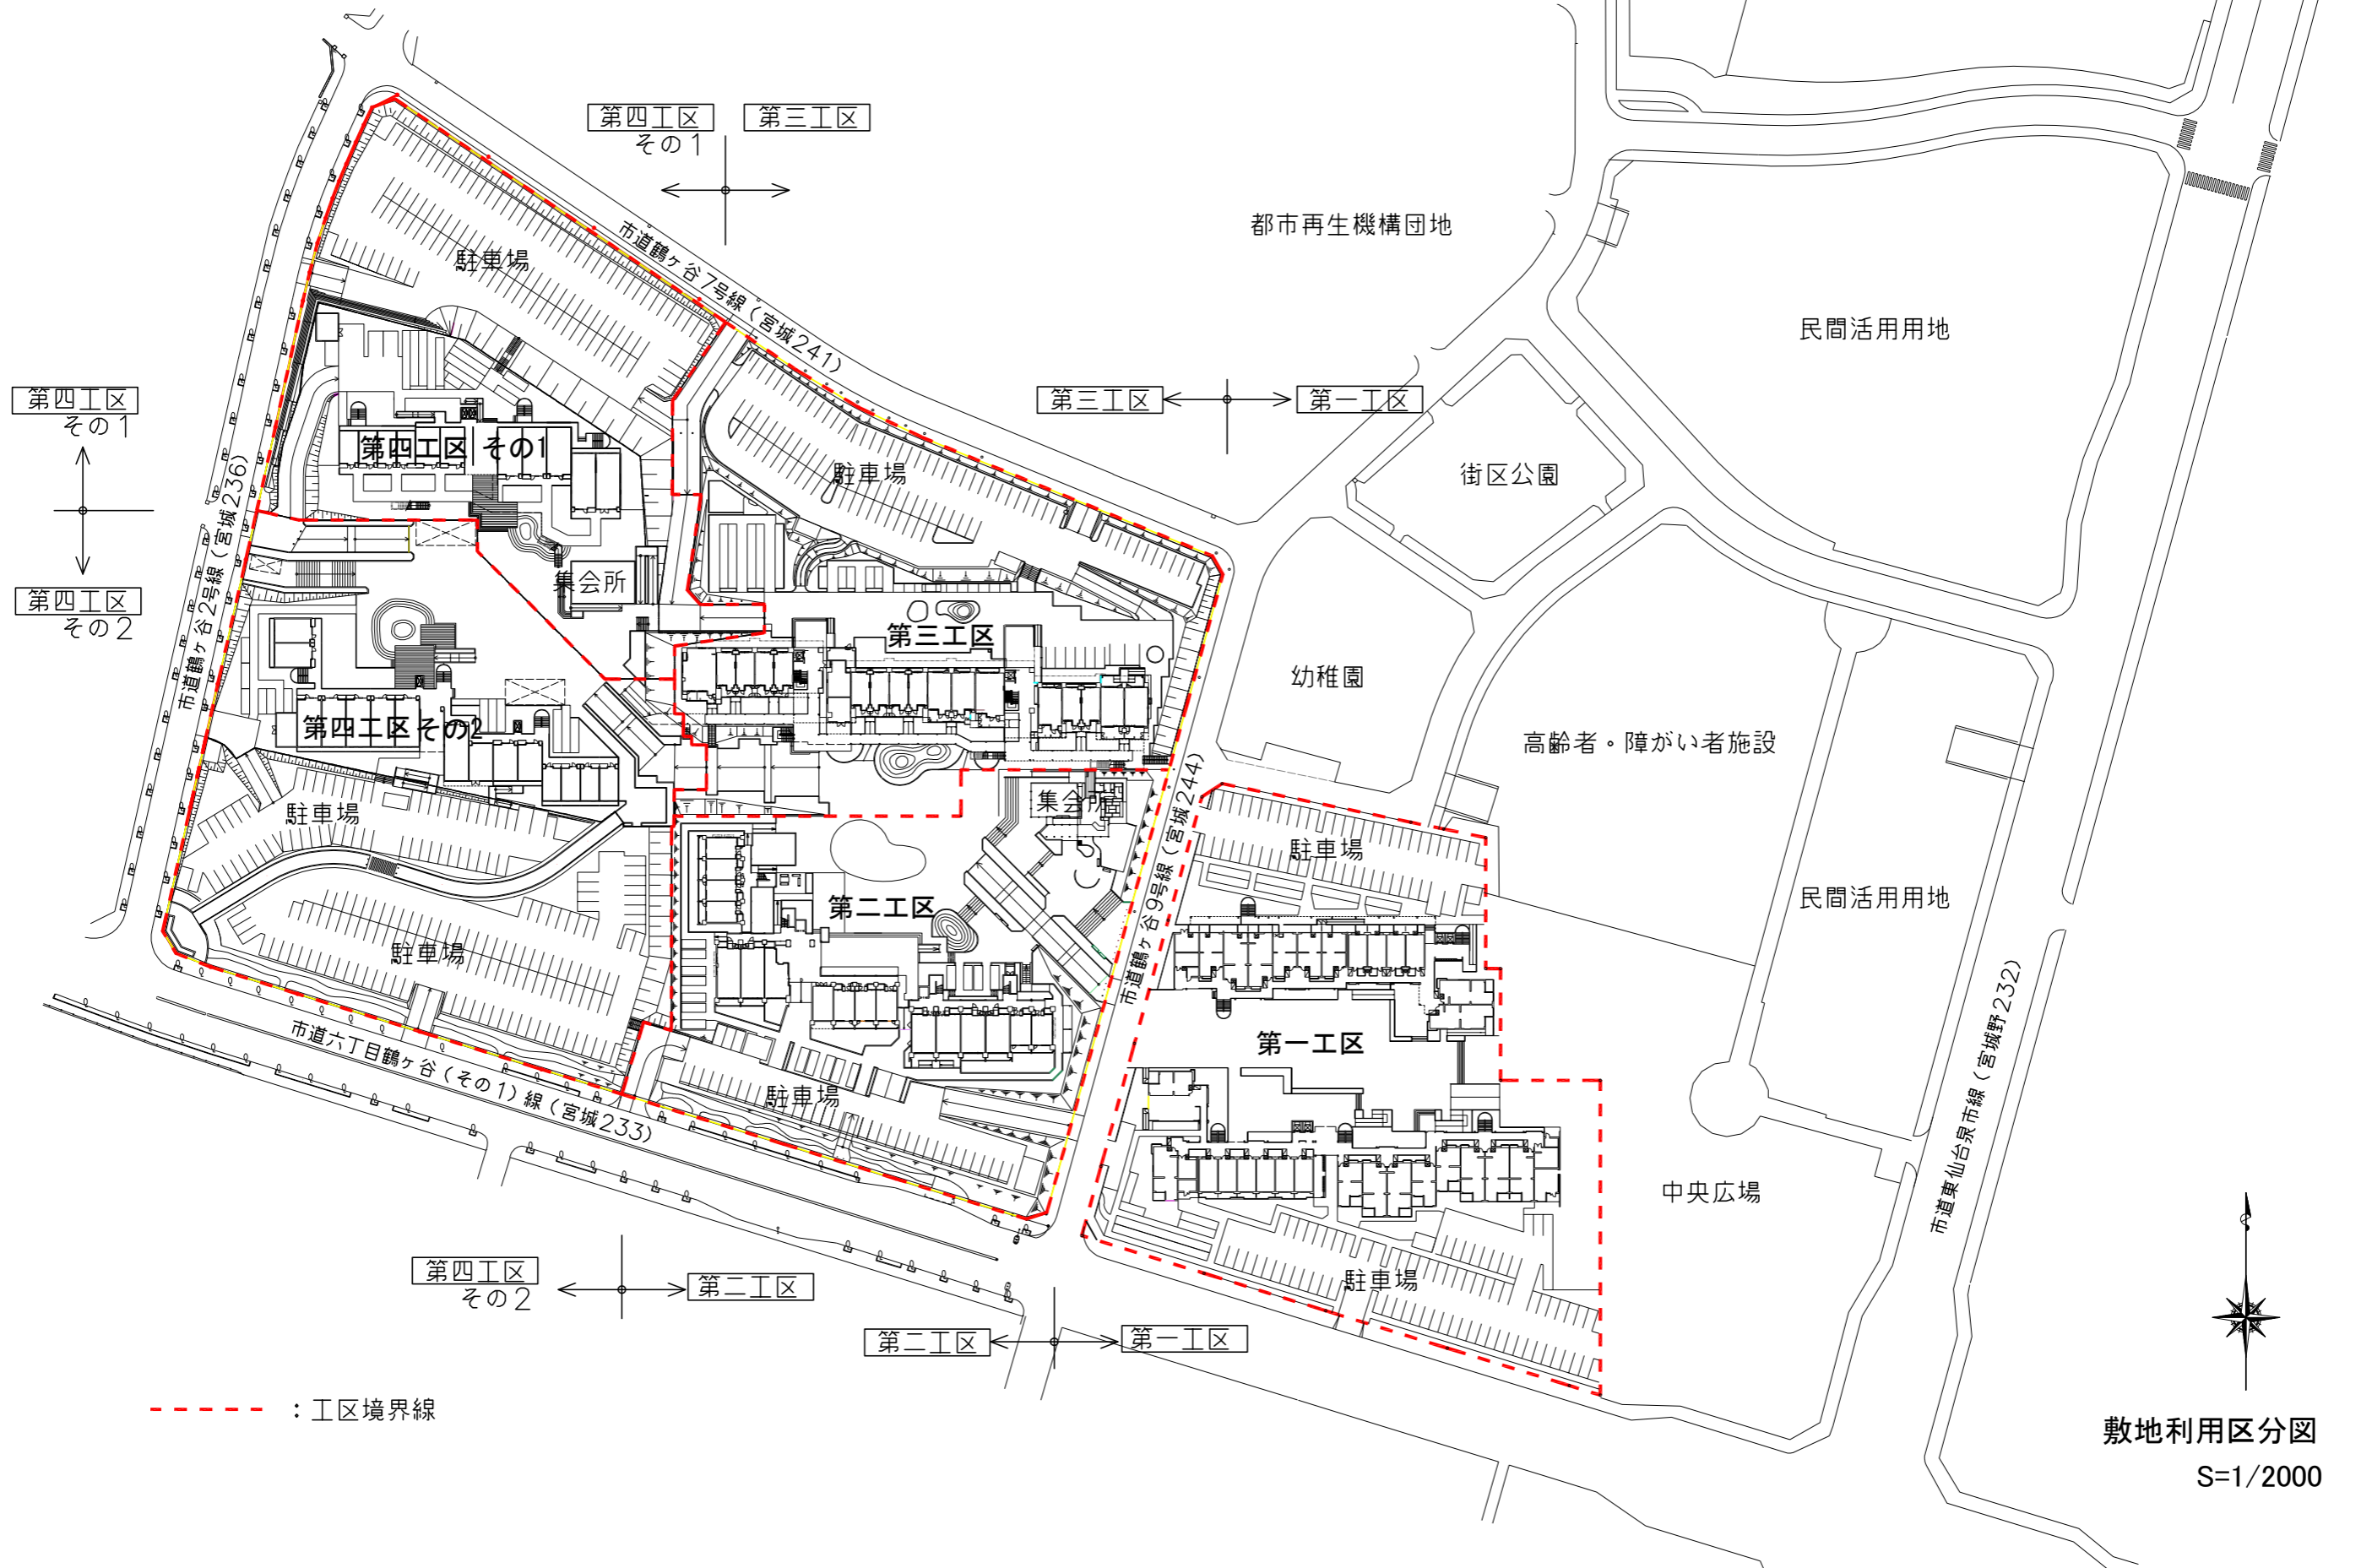 第四工区
その1
第三工区
市道鶴ヶ谷7号線(宮城241)
都市再生機構団地
駐車場
民間活用用地
第四工区
その1
第三工区
第一工区
第四工区 その1
駐車場
街区公園
市道鶴ヶ谷2号線(宮城236)
集会所
第四工区
その2
第三工区
幼稚園
第四工区その2
高齢者・障がい者施設
集会所
駐車場
市道鶴ヶ谷9号線(宮城244)
駐車場
民間活用用地
第二工区
駐車場
市道六丁目鶴ヶ谷(その1)線(宮城233)
第一工区
駐車場
中央広場
市道東仙台泉市線(宮城野232)
第四工区
その2
第二工区
駐車場
第二工区
第一工区
:工区境界線
敷地利用区分図
S=1/2000